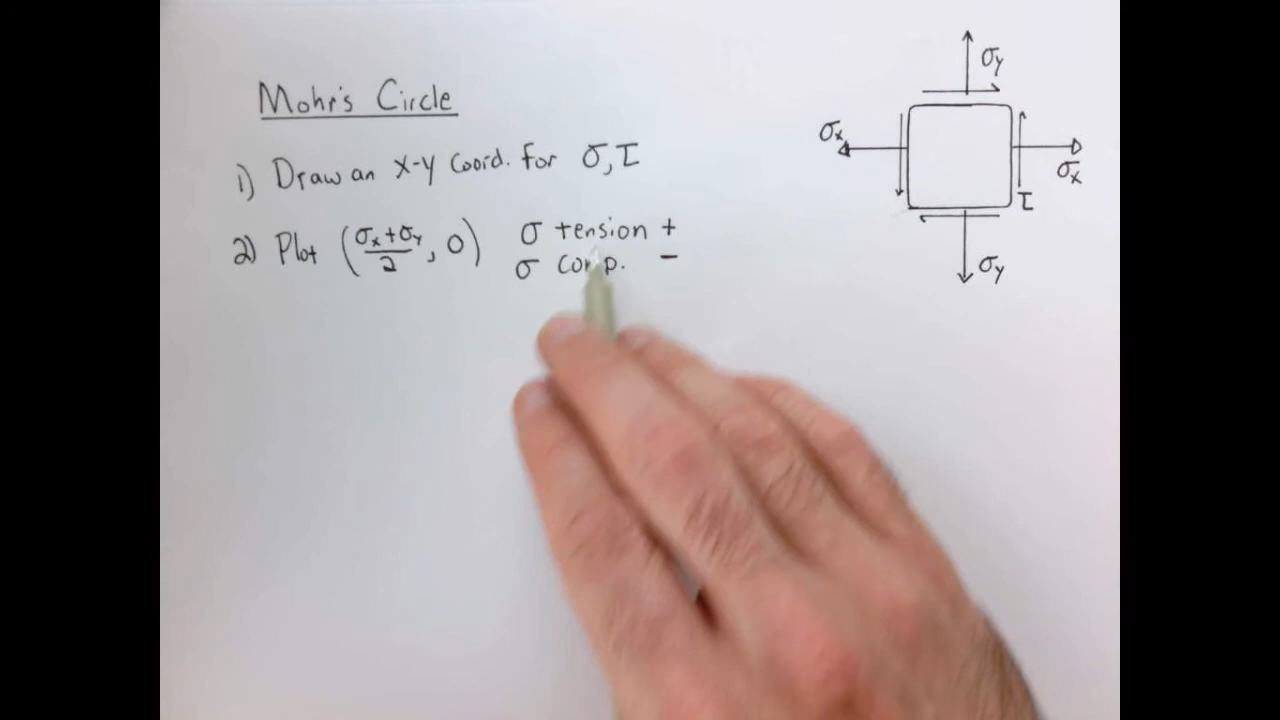 Mohr's Circle
1) Draw an x-y Coord. for σ, τ
2) Plot (σx+σy/2, 0) σ tension +
σ comp. -
σy
σx
σx
τ
σy